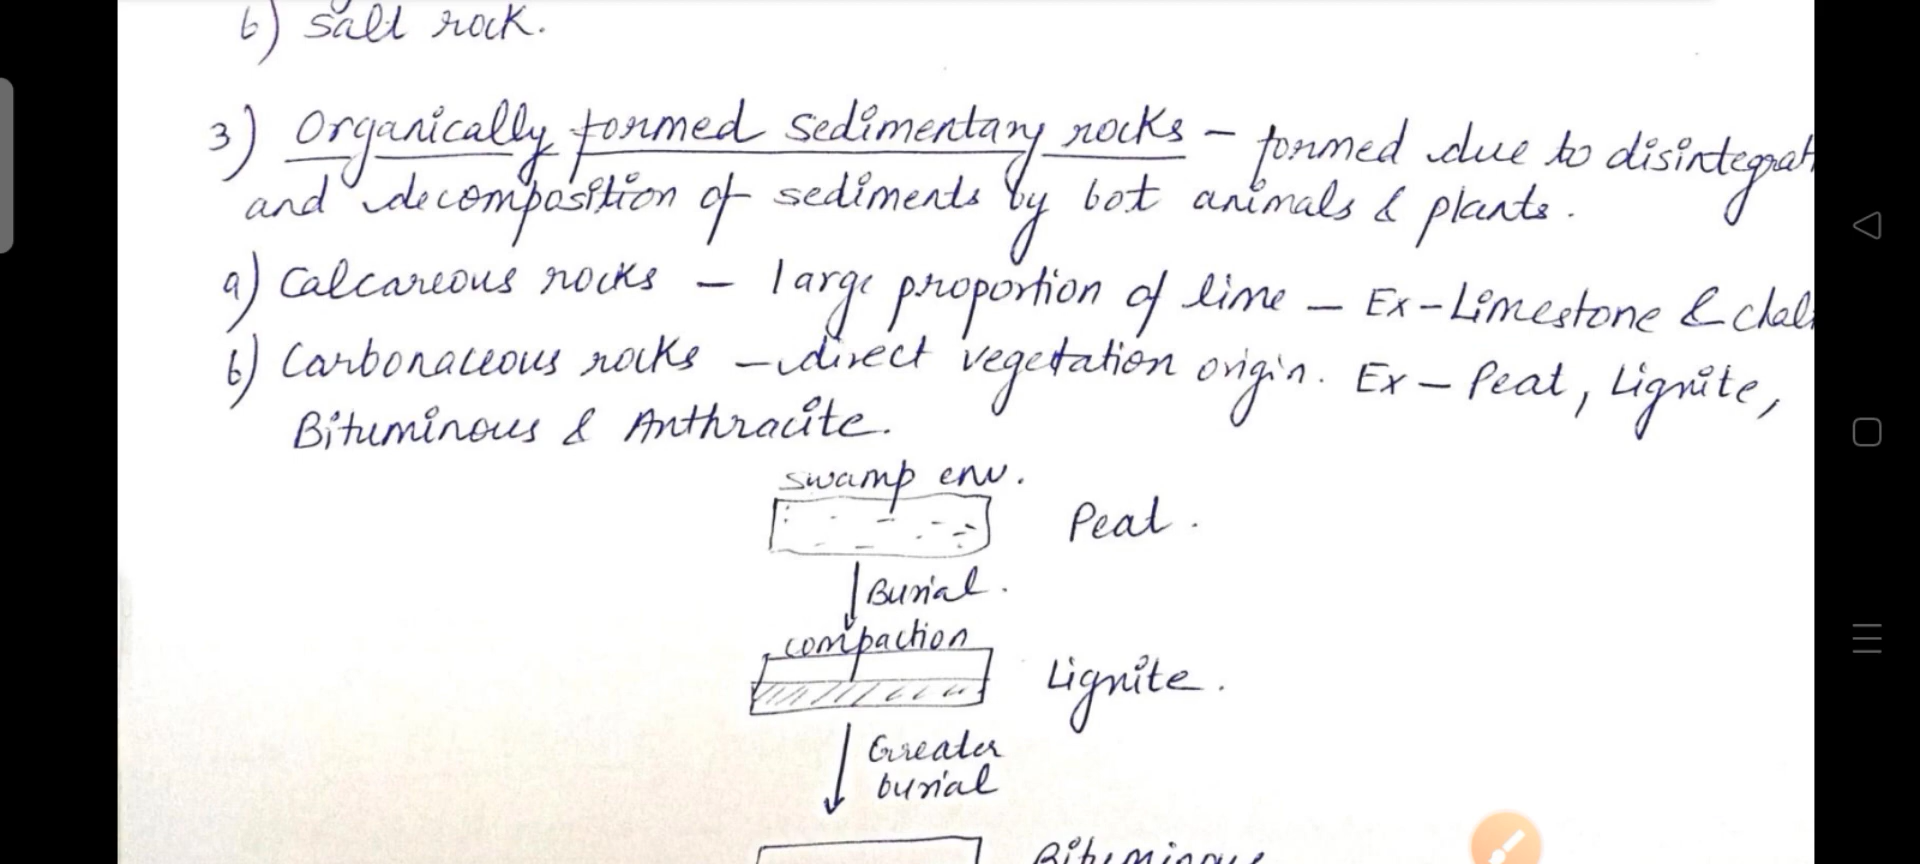 b) Salt rock.
3) Organically formed sedimentary rocks – formed due to disintegrat
and decomposition of sediments by bot animals & plants.
a) Calcareous rocks – large proportion of lime – Ex – Limestone & chal
b) Carbonaceous rocks – direct vegetation origin. Ex – Peat, Lignite,
Bituminous & Anthracite.
swamp env.
Peat.
Burial.
compaction
Lignite.
Greater
burial
Bituminous